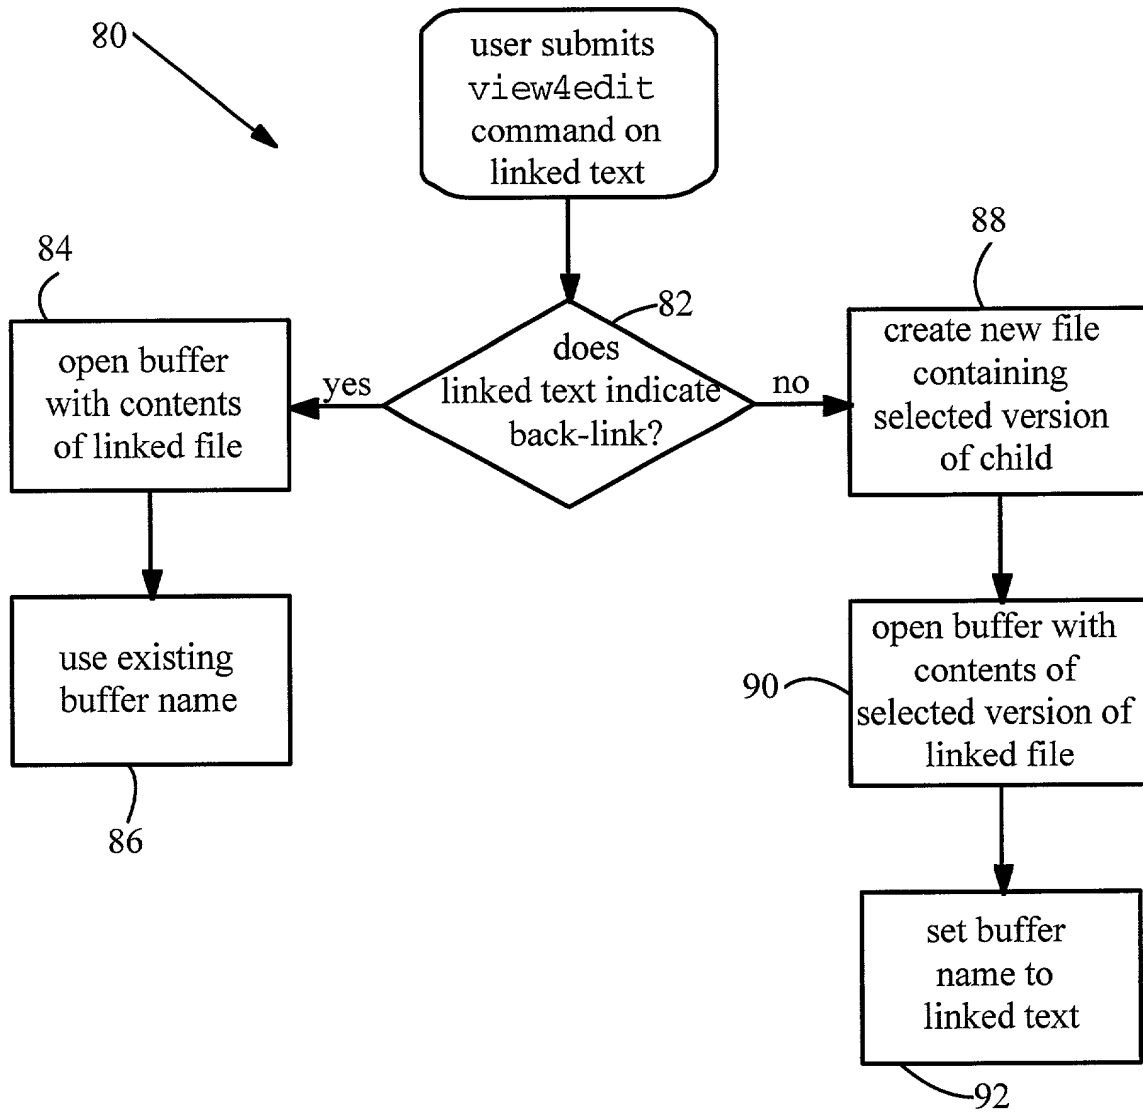 80
user submits
view4edit
command on
linked text
84
88
82
open buffer
with contents
of linked file
yes
does
linked text indicate
back-link?
no
create new file
containing
selected version
of child
use existing
buffer name
86
90
open buffer with
contents of
selected version of
linked file
set buffer
name to
linked text
92